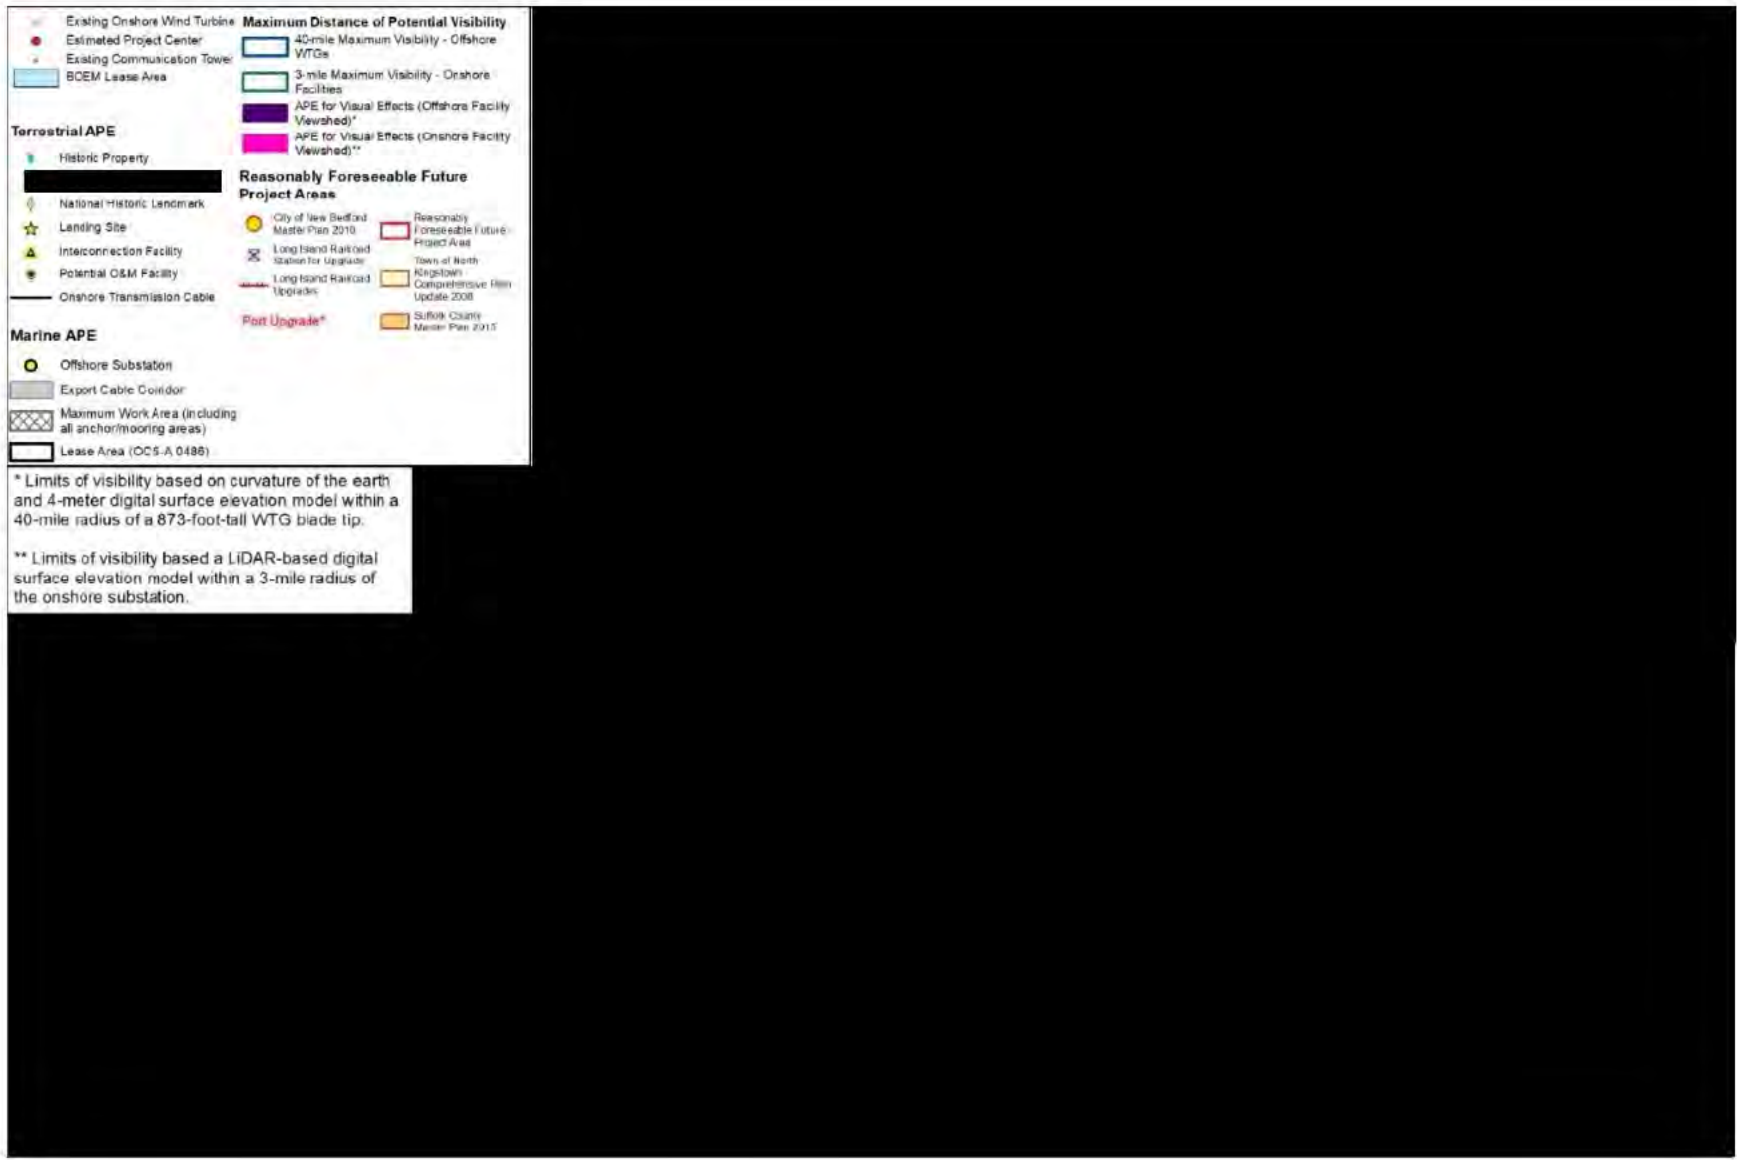 Existing Onshore Wind Turbine
Estimated Project Center
Existing Communication Tower
BOEM Lease Area
Terrestrial APE
Historic Property
National Historic Landmark
Landing Site
Interconnection Facility
Potential O&M Facility
Onshore Transmission Cable
Marine APE
Offshore Substation
Export Cable Corridor
Maximum Work Area (including
all anchor/mooring areas)
Lease Area (OCS-A 0486)
Maximum Distance of Potential Visibility
40-mile Maximum Visibility - Offshore
WTGs
3-mile Maximum Visibility - Onshore
Facilities
APE for Visual Effects (Offshore Facility
Viewshed)*
APE for Visual Effects (Onshore Facility
Viewshed)**
Reasonably Foreseeable Future
Project Areas
City of New Bedford
Master Plan 2010
Long Island Railroad
Station for Upgrade
Long Island Railroad
Upgrades
Port Upgrade*
Reasonably
Foreseeable Future
Project Area
Town of North
Kingstown
Comprehensive Plan
Update 2008
Suffolk County
Master Plan 2015
* Limits of visibility based on curvature of the earth
and 4-meter digital surface elevation model within a
40-mile radius of a 873-foot-tall WTG blade tip.
** Limits of visibility based a LiDAR-based digital
surface elevation model within a 3-mile radius of
the onshore substation.